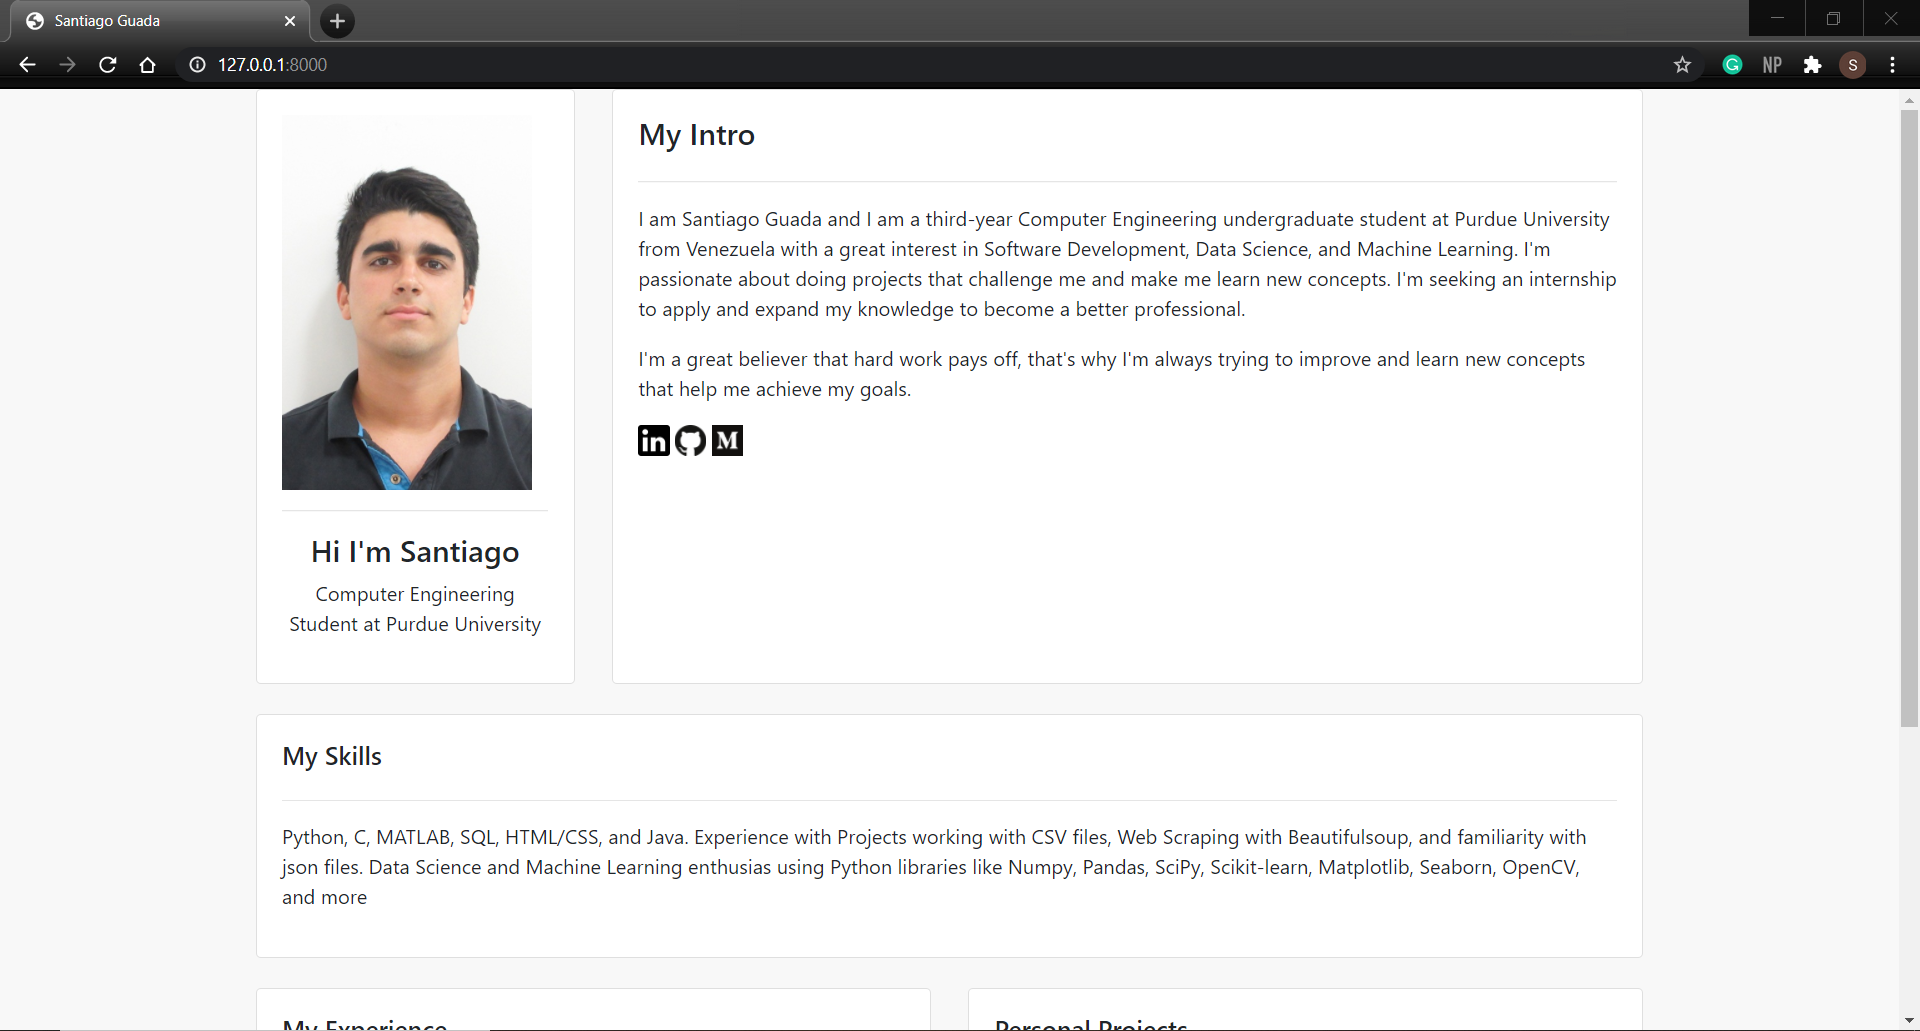 Santiago Guada
127.0.0.1:8000
NP
S
My Intro
I am Santiago Guada and I am a third-year Computer Engineering undergraduate student at Purdue University
from Venezuela with a great interest in Software Development, Data Science, and Machine Learning. I'm
passionate about doing projects that challenge me and make me learn new concepts. I'm seeking an internship
to apply and expand my knowledge to become a better professional.
I'm a great believer that hard work pays off, that's why I'm always trying to improve and learn new concepts
that help me achieve my goals.
in
M
Hi I'm Santiago
Computer Engineering
Student at Purdue University
My Skills
Python, C, MATLAB, SQL, HTML/CSS, and Java. Experience with Projects working with CSV files, Web Scraping with Beautifulsoup, and familiarity with
json files. Data Science and Machine Learning enthusias using Python libraries like Numpy, Pandas, SciPy, Scikit-learn, Matplotlib, Seaborn, OpenCV,
and more
My Experience
Personal Projects